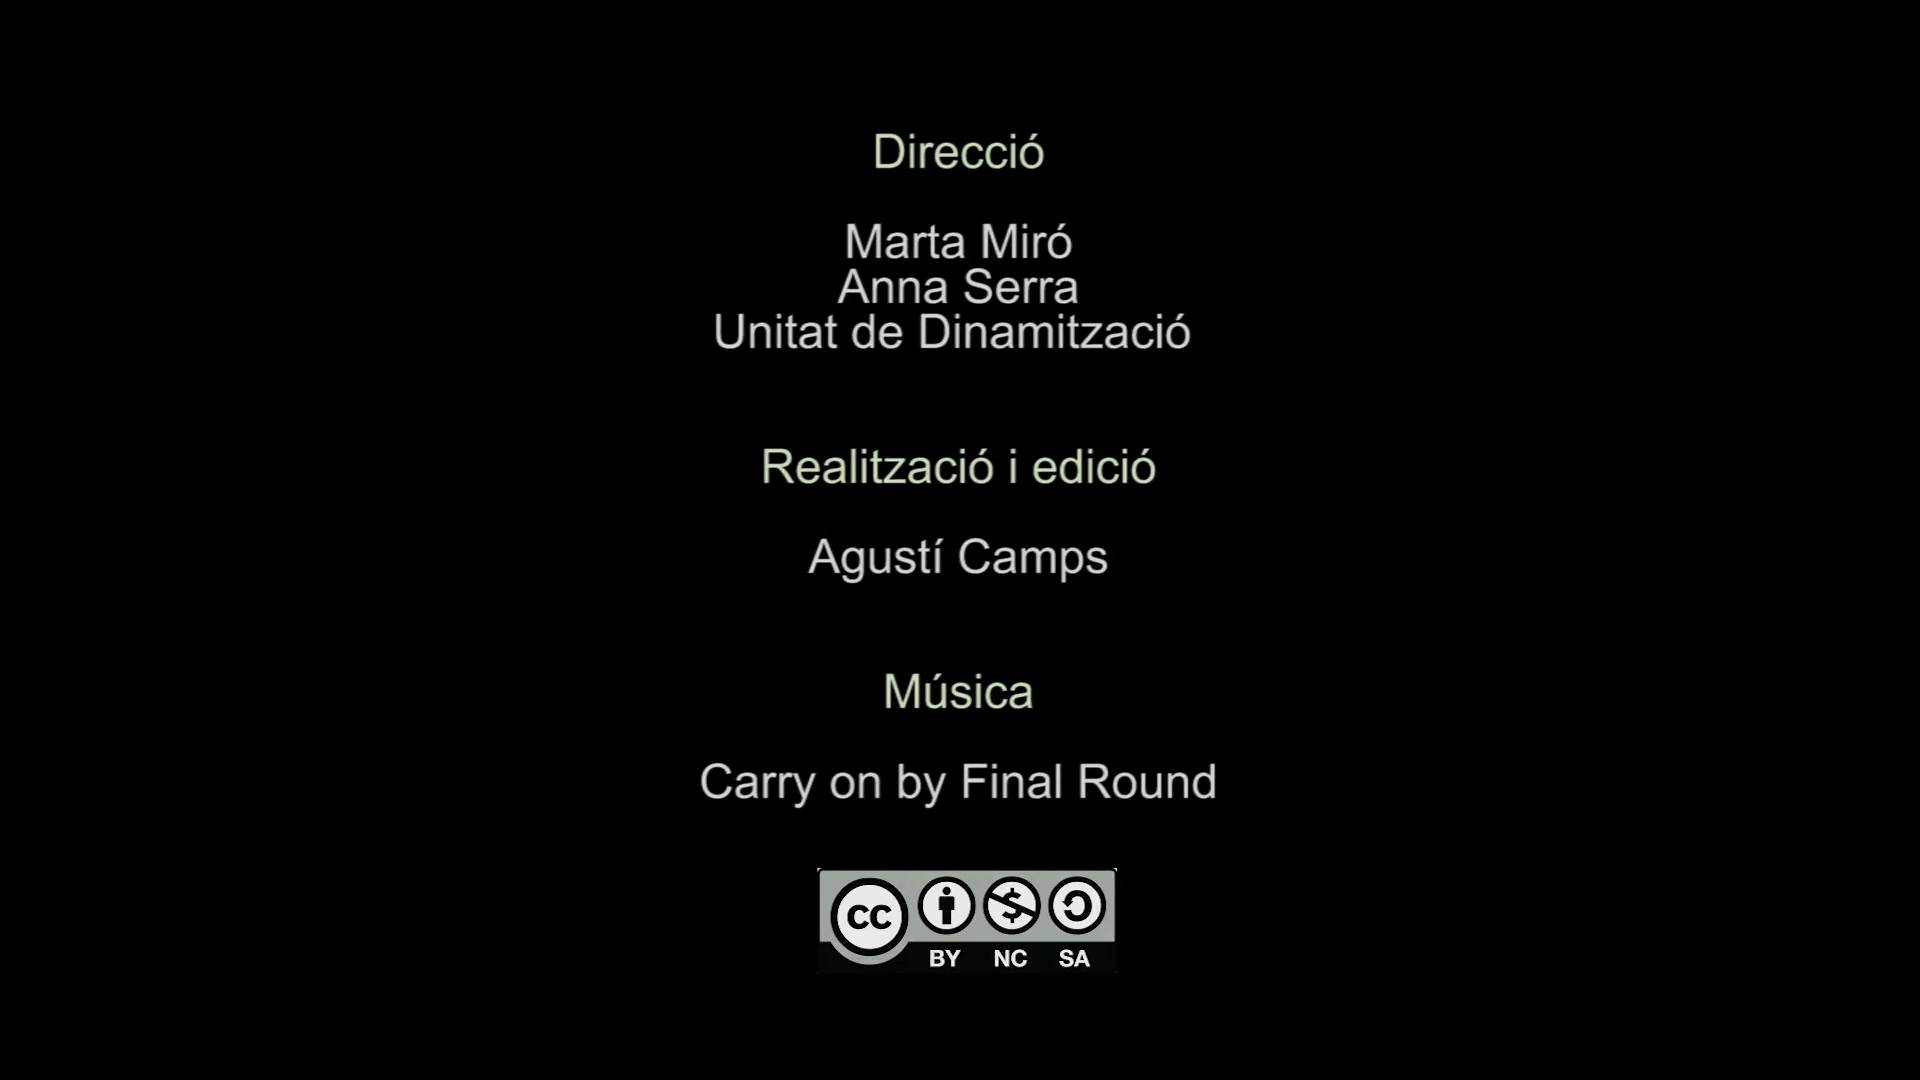 Direcció
Marta Miró
Anna Serra
Unitat de Dinamització
Realització i edició
Agustí Camps
Música
Carry on by Final Round
CC BY NC SA